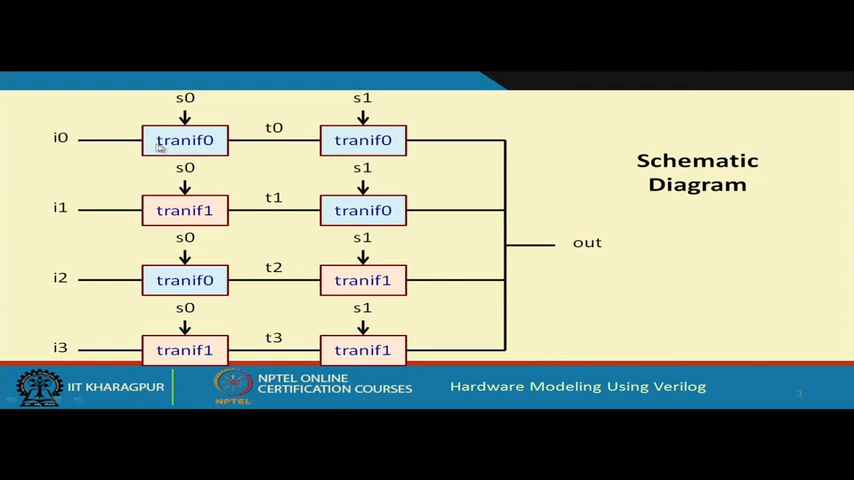 s0 s1
i0 tranif0 t0 tranif0
s0 s1
i1 tranif1 t1 tranif0
s0 s1
i2 tranif0 t2 tranif1
s0 s1
i3 tranif1 t3 tranif1
out
Schematic
Diagram
IIT KHARAGPUR
NPTEL
NPTEL ONLINE
CERTIFICATION COURSES
Hardware Modeling Using Verilog
3